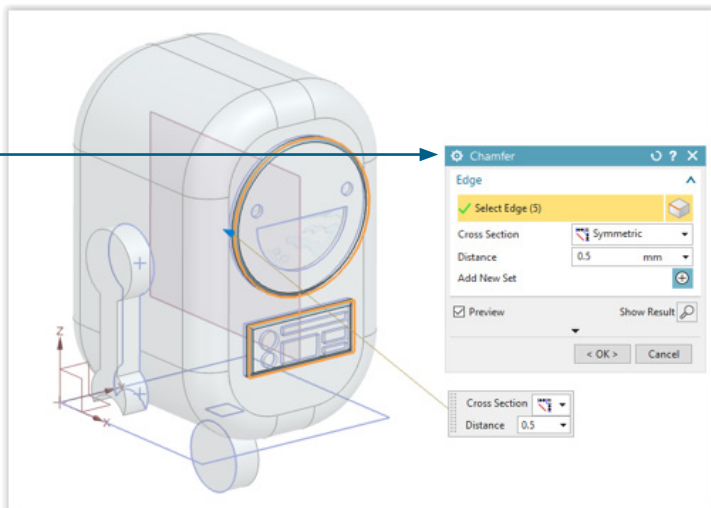 Chamfer
Edge
Select Edge (5)
Cross Section Symmetric
Distance 0.5 mm
Add New Set
Preview Show Result
< OK > Cancel
Cross Section
Distance 0.5
Z
X